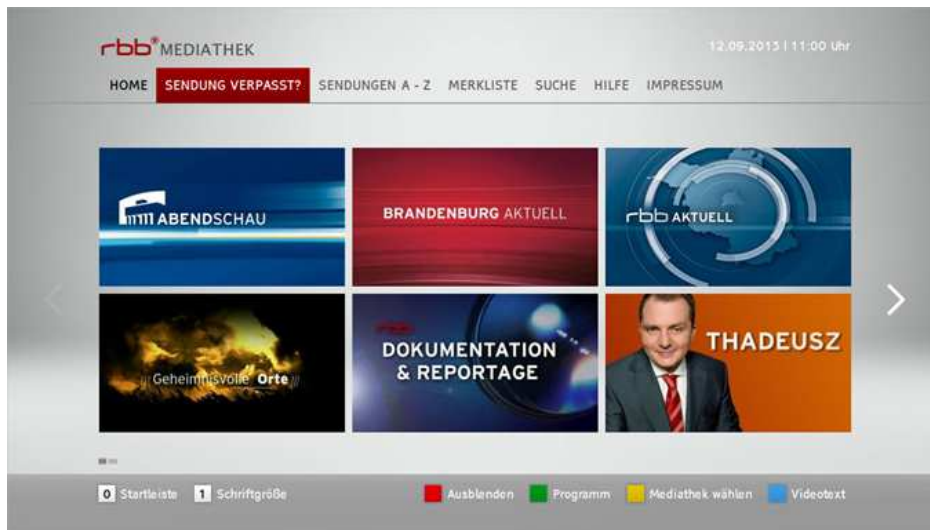 rbb MEDIATHEK
12.09.2013 | 11:00 Uhr
HOME SENDUNG VERPASST? SENDUNGEN A - Z MERKLISTE SUCHE HILFE IMPRESSUM
ABENDSCHAU
BRANDENBURG AKTUELL
rbb AKTUELL
Geheimnisvolle Orte
rbb
DOKUMENTATION
& REPORTAGE
THADEUSZ
0 Startleiste 1 Schriftgröße Ausblenden Programm Mediathek wählen Videotext